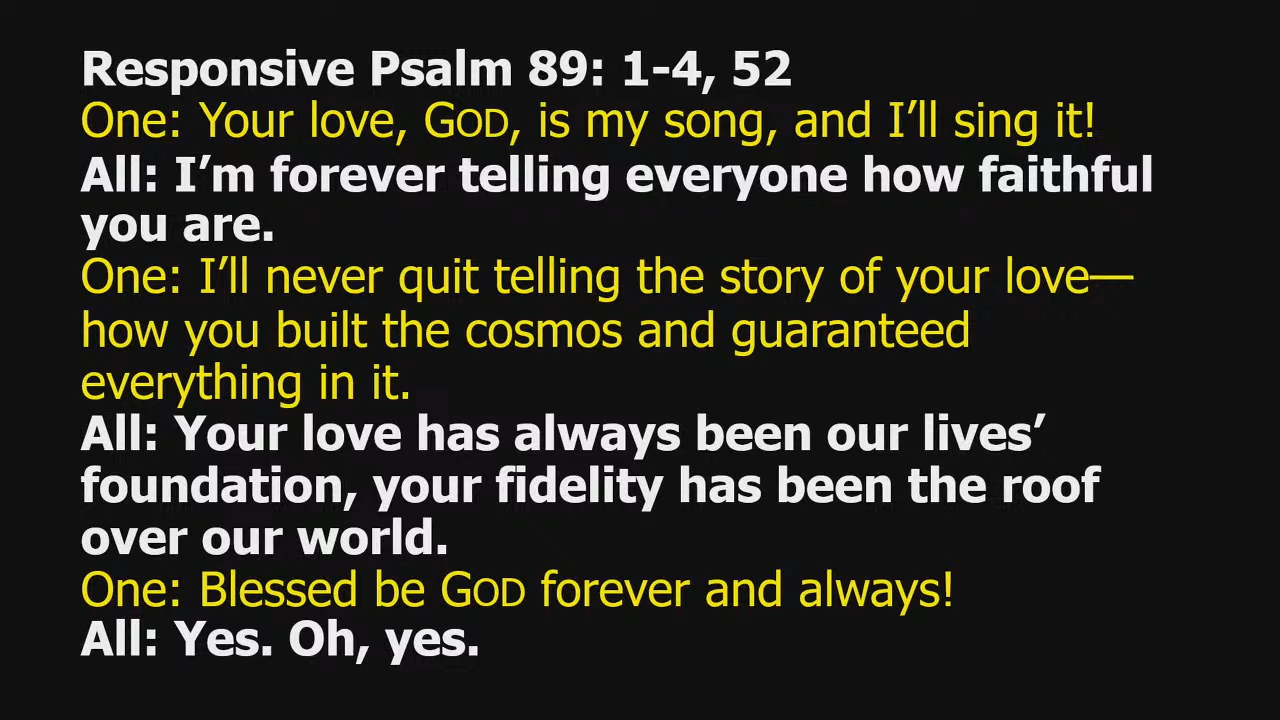 Responsive Psalm 89: 1-4, 52
One: Your love, GOD, is my song, and I’ll sing it!
All: I’m forever telling everyone how faithful
you are.
One: I’ll never quit telling the story of your love—
how you built the cosmos and guaranteed
everything in it.
All: Your love has always been our lives’
foundation, your fidelity has been the roof
over our world.
One: Blessed be GOD forever and always!
All: Yes. Oh, yes.